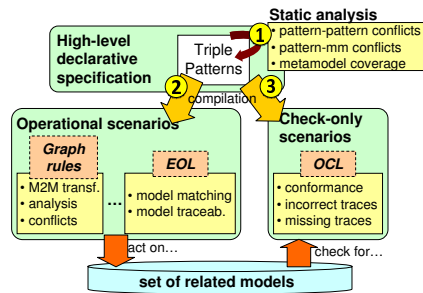 Static analysis
• pattern-pattern conflicts
• pattern-mm conflicts
• metamodel coverage
1
High-level
declarative
specification
Triple
Patterns
2
compilation
3
Operational scenarios
Graph
rules
• M2M transf.
• analysis
• conflicts
...
EOL
• model matching
• model traceab.
Check-only
scenarios
OCL
• conformance
• incorrect traces
• missing traces
act on...
check for...
set of related models